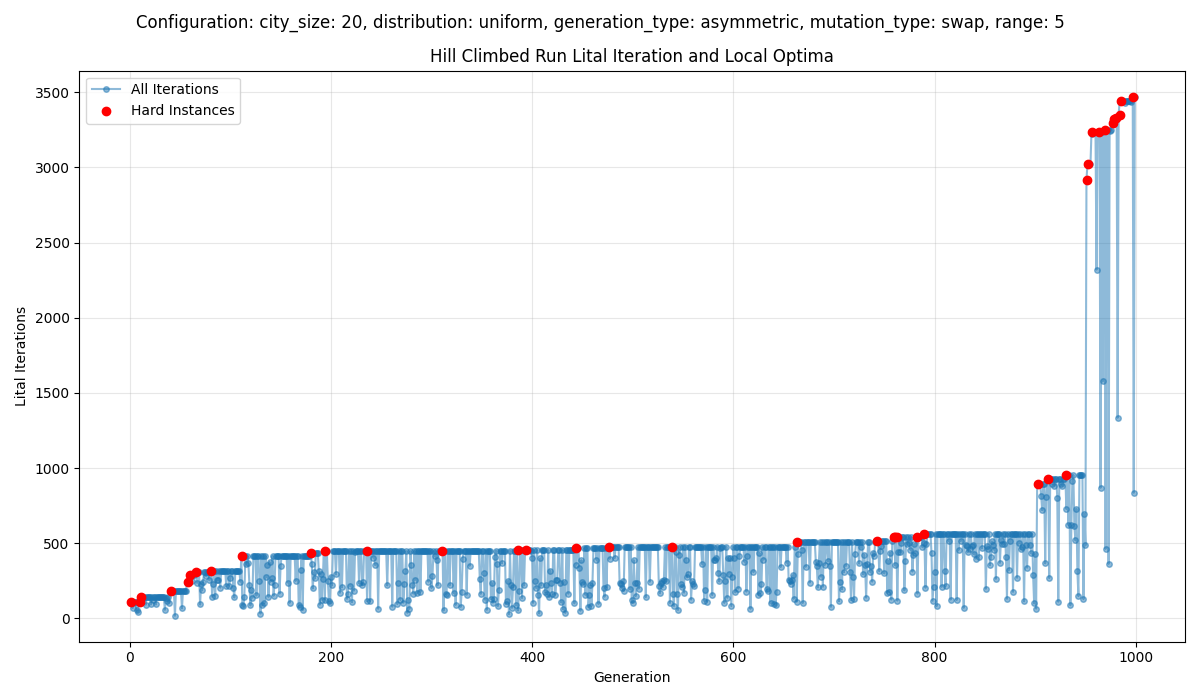 Configuration: city_size: 20, distribution: uniform, generation_type: asymmetric, mutation_type: swap, range: 5
Hill Climbed Run Lital Iteration and Local Optima
All Iterations
Hard Instances
3500
3000
2500
2000
1500
1000
500
0
Lital Iterations
0 200 400 600 800 1000
Generation